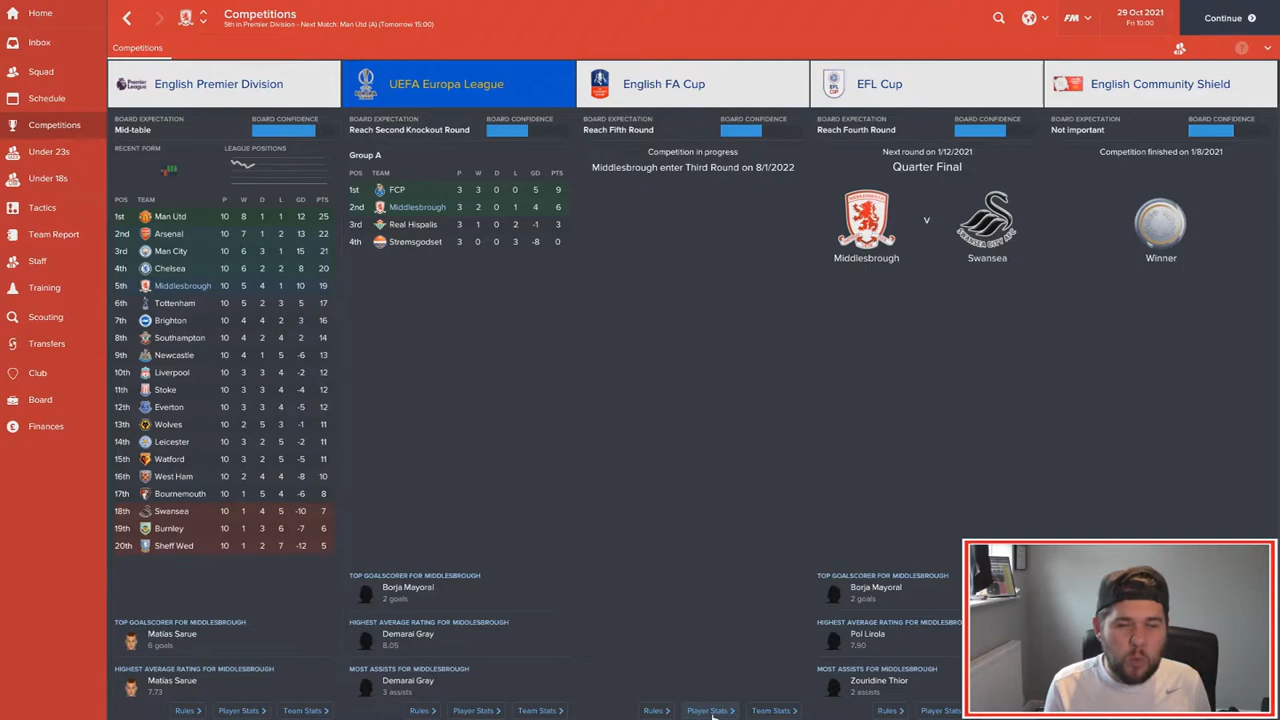 Home
Inbox
Squad
Schedule
Competitions
Under 23s
Under 18s
Tactics
Team Report
Staff
Training
Scouting
Transfers
Club
Board
Finances
Competitions
5th in Premier Division - Next Match: Man Utd (A) (Tomorrow 15:00)
FM
29 Oct 2021
Fri 10:00
Continue
Competitions
English Premier Division
BOARD EXPECTATION BOARD CONFIDENCE
Mid-table
RECENT FORM LEAGUE POSITIONS
POS TEAM P W D L GD PTS
1st Man Utd 10 8 1 1 12 25
2nd Arsenal 10 7 1 2 13 22
3rd Man City 10 6 3 1 15 21
4th Chelsea 10 6 2 2 8 20
5th Middlesbrough 10 5 4 1 10 19
6th Tottenham 10 5 2 3 5 17
7th Brighton 10 4 4 2 3 16
8th Southampton 10 4 2 4 2 14
9th Newcastle 10 4 1 5 -6 13
10th Liverpool 10 3 3 4 -2 12
11th Stoke 10 3 3 4 -4 12
12th Everton 10 3 3 4 -5 12
13th Wolves 10 2 5 3 -1 11
14th Leicester 10 3 2 5 -2 11
15th Watford 10 3 2 5 -5 11
16th West Ham 10 2 4 4 -8 10
17th Bournemouth 10 1 5 4 -6 8
18th Swansea 10 1 4 5 -10 7
19th Burnley 10 1 3 6 -7 6
20th Sheff Wed 10 1 2 7 -12 5
TOP GOALSCORER FOR MIDDLESBROUGH
Matías Sarue
6 goals
HIGHEST AVERAGE RATING FOR MIDDLESBROUGH
Matías Sarue
7.73
Rules Player Stats Team Stats
UEFA Europa League
BOARD EXPECTATION BOARD CONFIDENCE
Reach Second Knockout Round
Group A
POS TEAM P W D L GD PTS
1st FCP 3 3 0 0 5 9
2nd Middlesbrough 3 2 0 1 4 6
3rd Real Hispalis 3 1 0 2 -1 3
4th Strømsgodset 3 0 0 3 -8 0
TOP GOALSCORER FOR MIDDLESBROUGH
Borja Mayoral
2 goals
HIGHEST AVERAGE RATING FOR MIDDLESBROUGH
Demarai Gray
8.05
MOST ASSISTS FOR MIDDLESBROUGH
Demarai Gray
3 assists
Rules Player Stats Team Stats
English FA Cup
BOARD EXPECTATION BOARD CONFIDENCE
Reach Fifth Round
Competition in progress
Middlesbrough enter Third Round on 8/1/2022
Rules Player Stats Team Stats
EFL Cup
BOARD EXPECTATION BOARD CONFIDENCE
Reach Fourth Round
Next round on 1/12/2021
Quarter Final
Middlesbrough v Swansea
TOP GOALSCORER FOR MIDDLESBROUGH
Borja Mayoral
2 goals
HIGHEST AVERAGE RATING FOR MIDDLESBRO
Pol Lirola
7.90
MOST ASSISTS FOR MIDDLESBROUGH
Zouridine Thior
2 assists
Rules Player Stats
English Community Shield
BOARD EXPECTATION BOARD CONFIDENCE
Not important
Competition finished on 1/8/2021
Winner